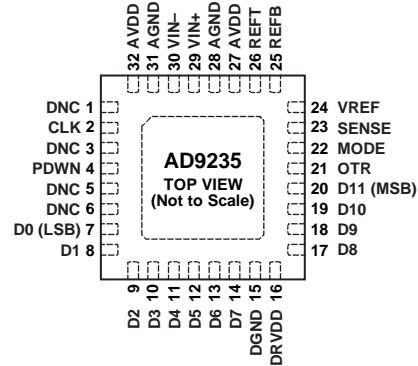 32 AVDD
31 AGND
30 VIN–
29 VIN+
28 AGND
27 AVDD
26 REFT
25 REFB
DNC 1
CLK 2
DNC 3
PDWN 4
DNC 5
DNC 6
D0 (LSB) 7
D1 8
AD9235
TOP VIEW
(Not to Scale)
24 VREF
23 SENSE
22 MODE
21 OTR
20 D11 (MSB)
19 D10
18 D9
17 D8
D2 9
D3 10
D4 11
D5 12
D6 13
D7 14
DGND 15
DRVDD 16